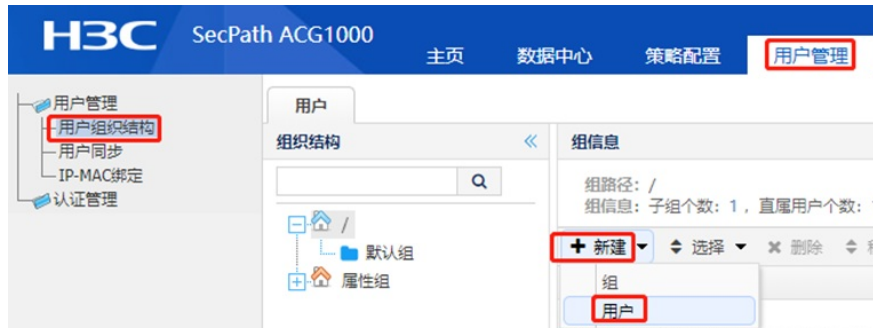 H3C SecPath ACG1000
主页 数据中心 策略配置 用户管理
用户管理
用户组织结构
用户同步
IP-MAC绑定
认证管理
用户
组织结构 «
/
默认组
属性组
组信息
组路径: /
组信息: 子组个数: 1 , 直属用户个数:
新建 选择 删除
组
用户